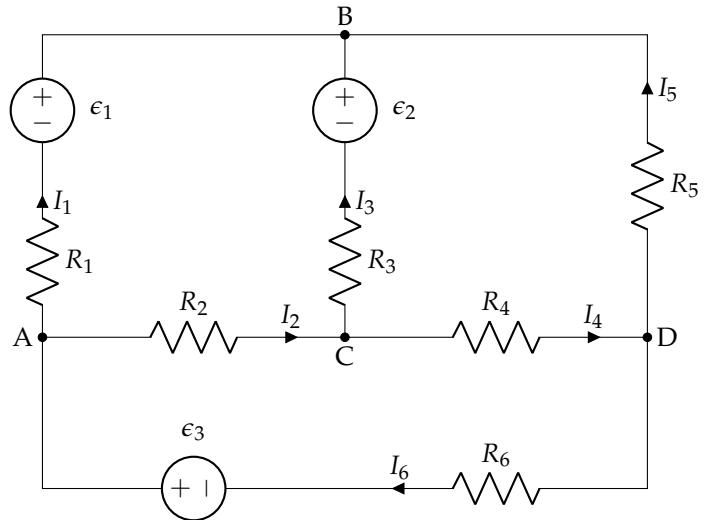 B
+
−
ϵ₁
+
−
ϵ₂
I₅
R₅
I₁
I₃
R₁
R₃
R₂
R₄
A
I₂
C
I₄
D
ϵ₃
+ −
I₆
R₆